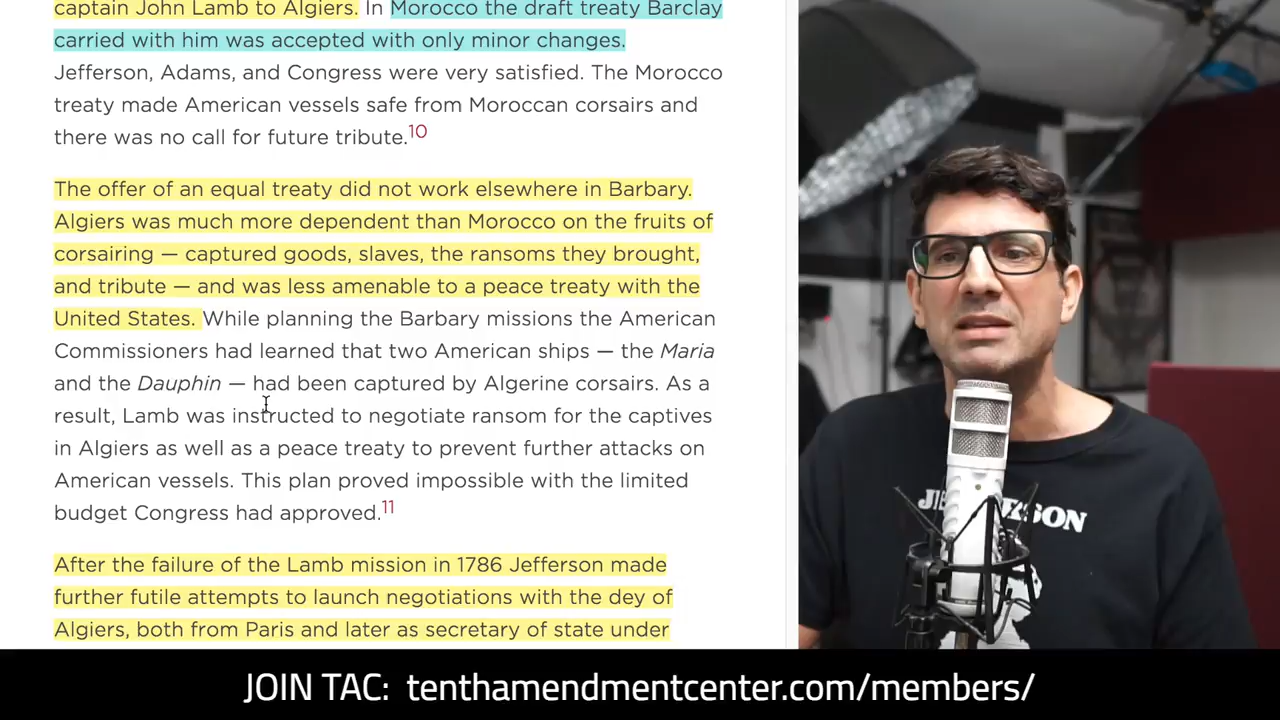 captain John Lamb to Algiers. In Morocco the draft treaty Barclay
carried with him was accepted with only minor changes.
Jefferson, Adams, and Congress were very satisfied. The Morocco
treaty made American vessels safe from Moroccan corsairs and
there was no call for future tribute.10
The offer of an equal treaty did not work elsewhere in Barbary.
Algiers was much more dependent than Morocco on the fruits of
corsairing — captured goods, slaves, the ransoms they brought,
and tribute — and was less amenable to a peace treaty with the
United States. While planning the Barbary missions the American
Commissioners had learned that two American ships — the Maria
and the Dauphin — had been captured by Algerine corsairs. As a
result, Lamb was instructed to negotiate ransom for the captives
in Algiers as well as a peace treaty to prevent further attacks on
American vessels. This plan proved impossible with the limited
budget Congress had approved.11
After the failure of the Lamb mission in 1786 Jefferson made
further futile attempts to launch negotiations with the dey of
Algiers, both from Paris and later as secretary of state under
JOIN TAC: tenthamendmentcenter.com/members/